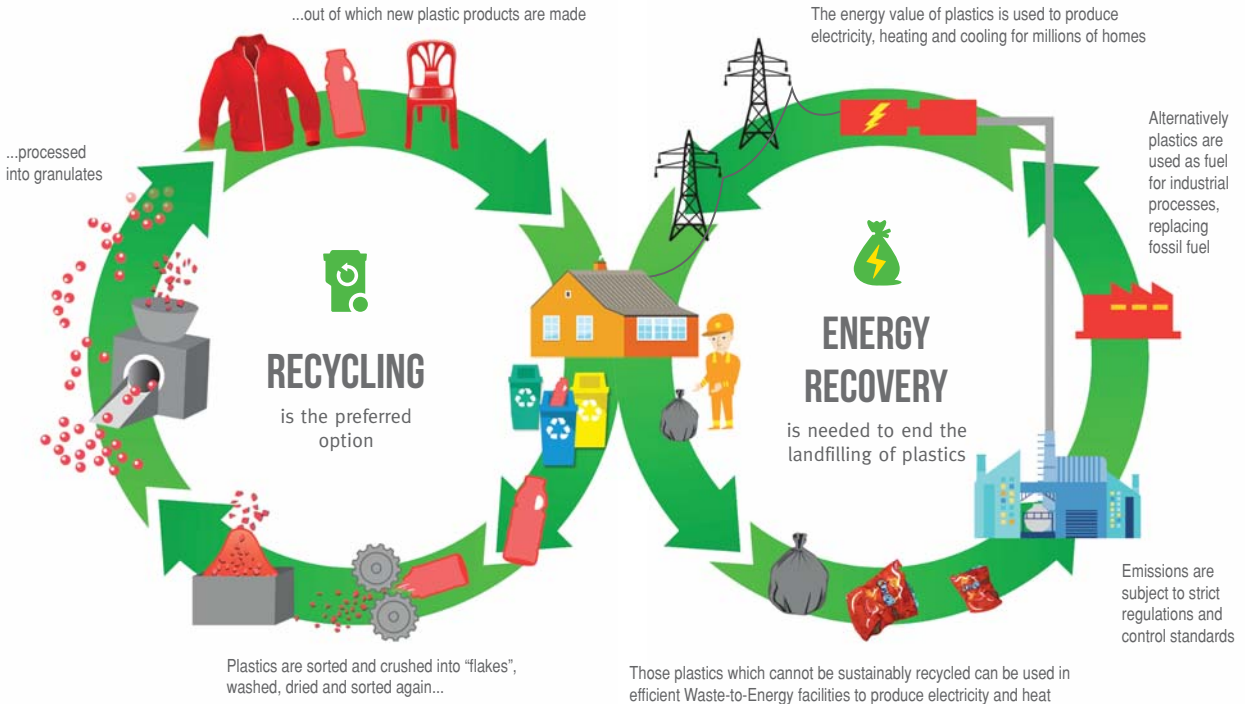 ...out of which new plastic products are made
The energy value of plastics is used to produce
electricity, heating and cooling for millions of homes
...processed
into granulates
Alternatively
plastics are
used as fuel
for industrial
processes,
replacing
fossil fuel
RECYCLING
is the preferred
option
ENERGY
RECOVERY
is needed to end the
landfilling of plastics
Emissions are
subject to strict
regulations and
control standards
Plastics are sorted and crushed into “flakes”,
washed, dried and sorted again...
Those plastics which cannot be sustainably recycled can be used in
efficient Waste-to-Energy facilities to produce electricity and heat